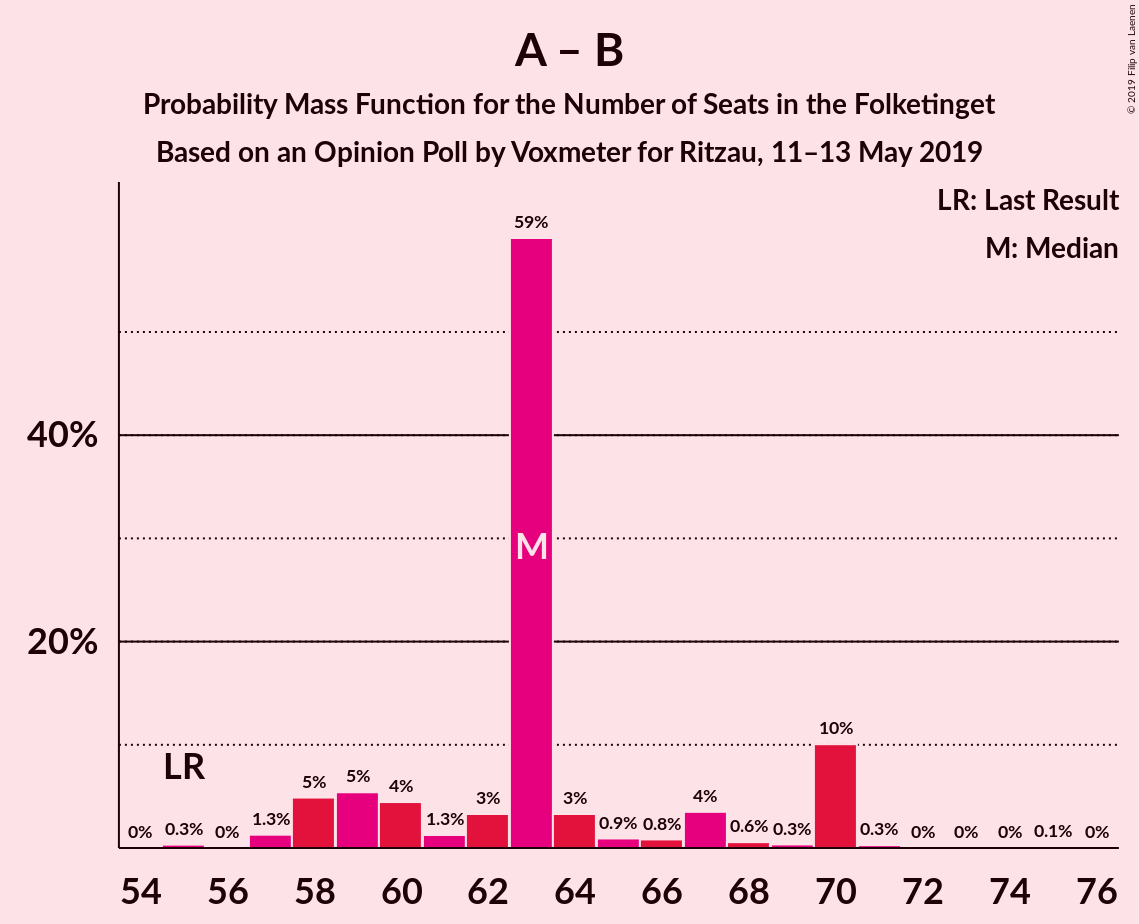 A – B
Probability Mass Function for the Number of Seats in the Folketinget
Based on an Opinion Poll by Voxmeter for Ritzau, 11–13 May 2019
© 2019 Filip van Laenen
LR: Last Result
M: Median
59%
40%
M
20%
10%
LR
0% 0.3% 0% 1.3% 5% 5% 4% 1.3% 3% 3% 0.9% 0.8% 4% 0.6% 0.3% 0.3% 0% 0% 0% 0.1% 0%
54 56 58 60 62 64 66 68 70 72 74 76